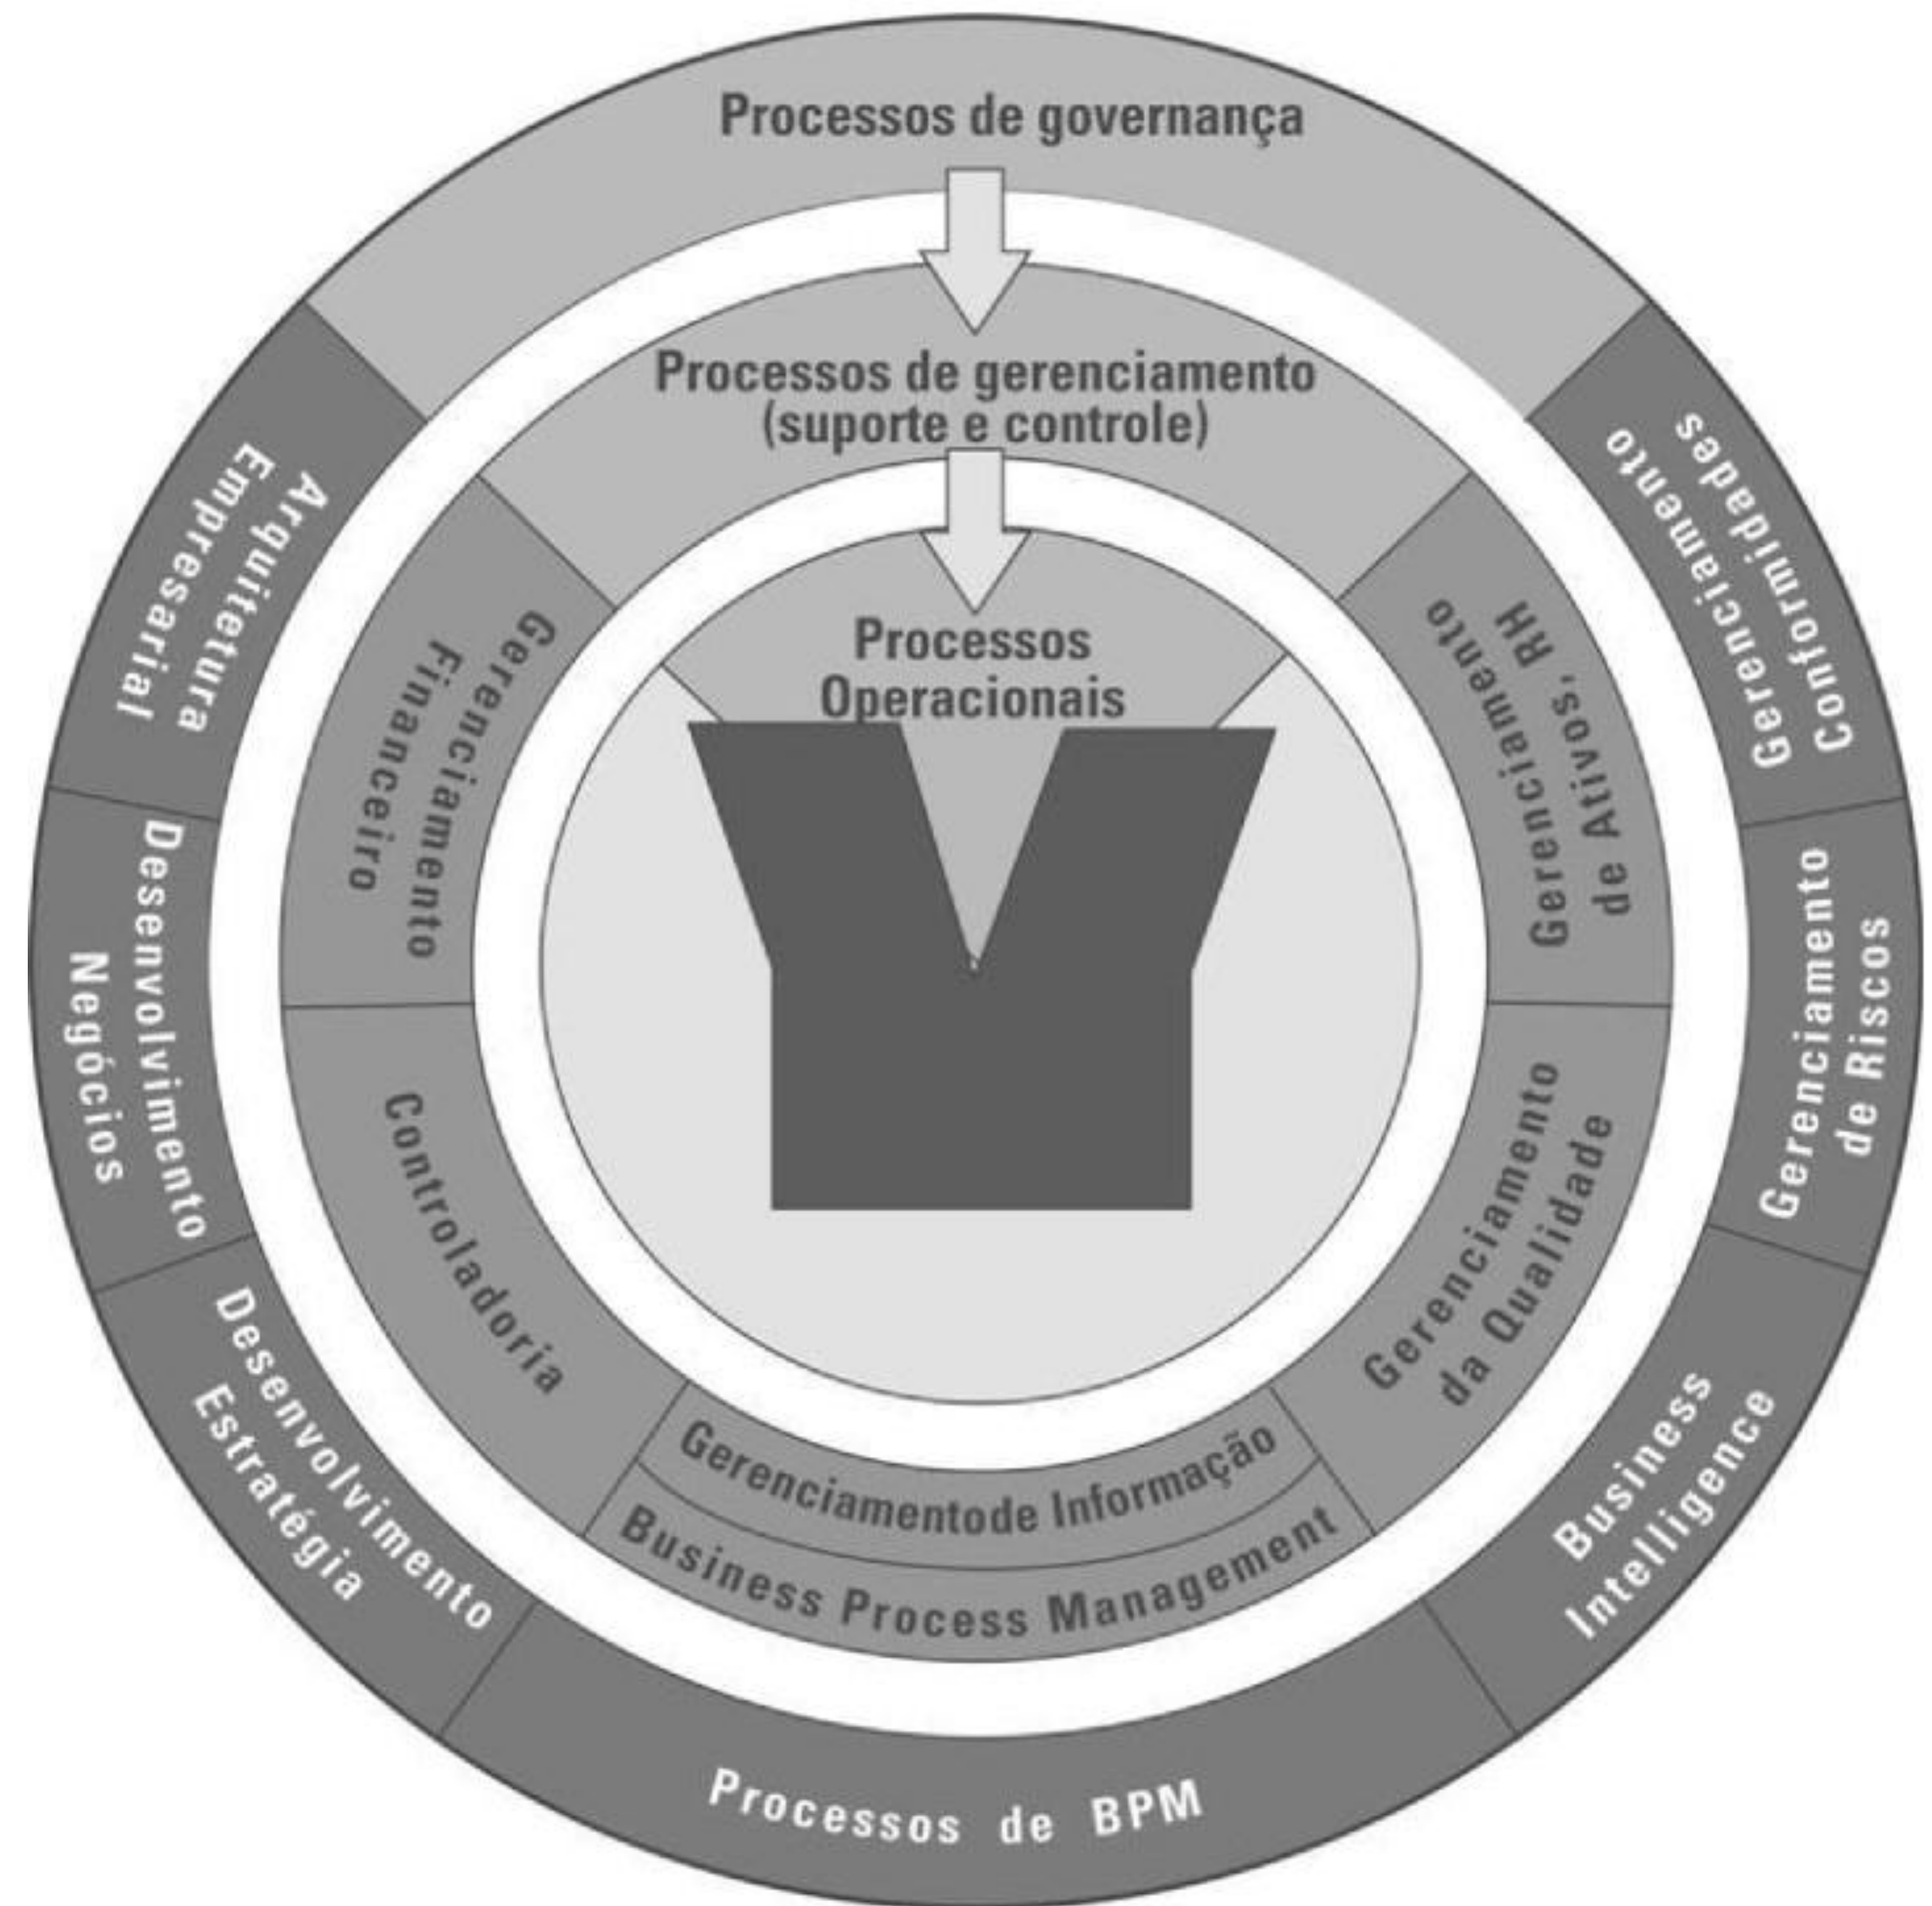 Processos de governança
Processos de gerenciamento
(suporte e controle)
Processos
Operacionais
Arquitetura
Empresarial
Desenvolvimento
Negócios
Desenvolvimento
Estratégia
Processos de BPM
Business
Intelligence
Gerenciamento
de Riscos
Gerenciamento
Conformidades
Gerenciamento
Financeiro
Controladoria
Gerenciamentode Informação
Business Process Management
Gerenciamento
da Qualidade
Gerenciamento
de Ativos, RH